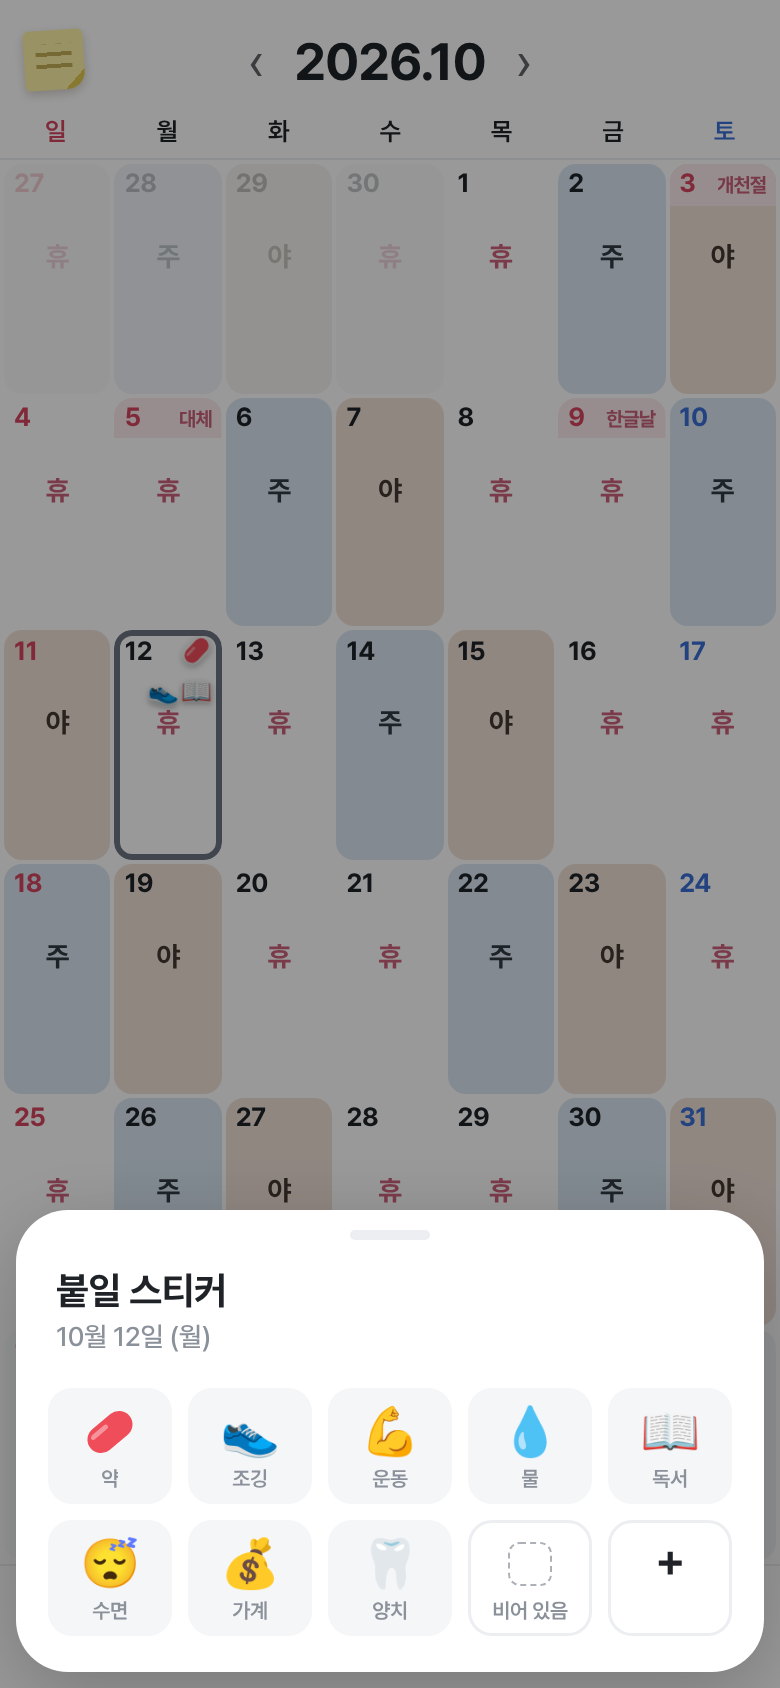 ‹ 2026.10 ›
일 월 화 수 목 금 토
27 28 29 30 1 2 3 개천절
휴 주 야 휴 휴 주 야
4 5 대체 6 7 8 9 한글날 10
휴 휴 주 야 휴 휴 주
11 12 13 14 15 16 17
야 휴 휴 주 야 휴 휴
18 19 20 21 22 23 24
주 야 휴 휴 주 야 휴
25 26 27 28 29 30 31
휴 주 야 휴 휴 주 야
붙일 스티커
10월 12일 (월)
약 조깅 운동 물 독서
+
수면 가계 양치 비어 있음